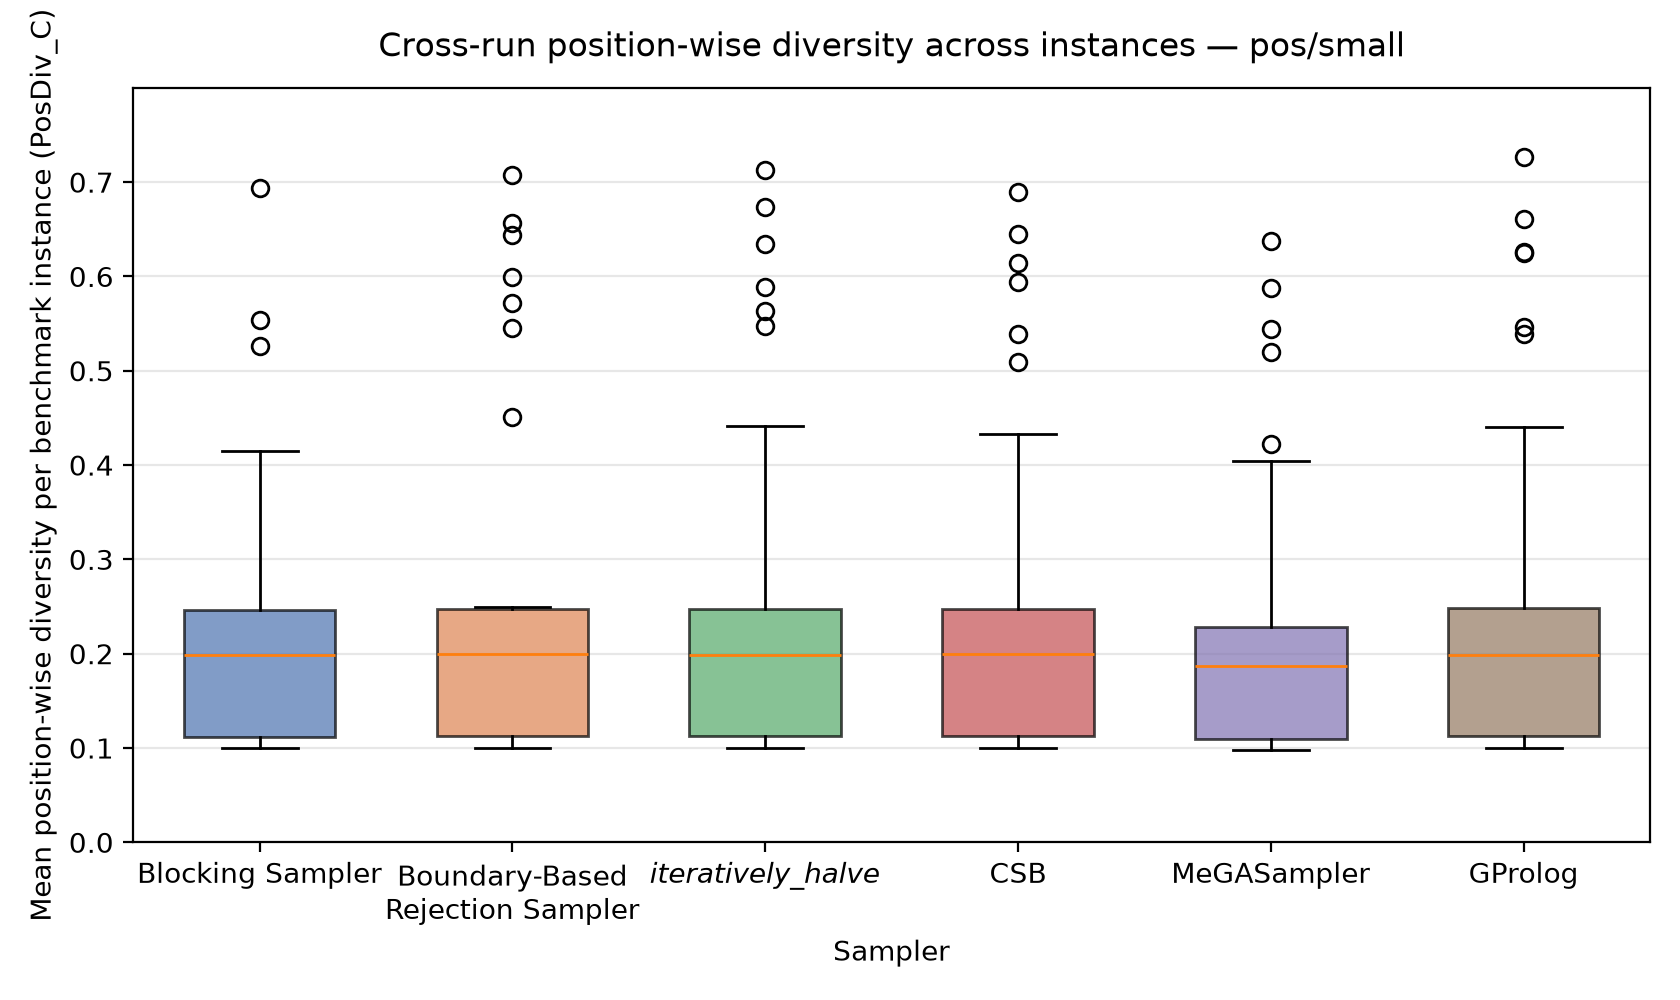 Cross-run position-wise diversity across instances — pos/small
Mean position-wise diversity per benchmark instance (PosDiv_C)
0.7
0.6
0.5
0.4
0.3
0.2
0.1
0.0
Blocking Sampler
Boundary-Based
Rejection Sampler
iteratively_halve
CSB
MeGASampler
GProlog
Sampler